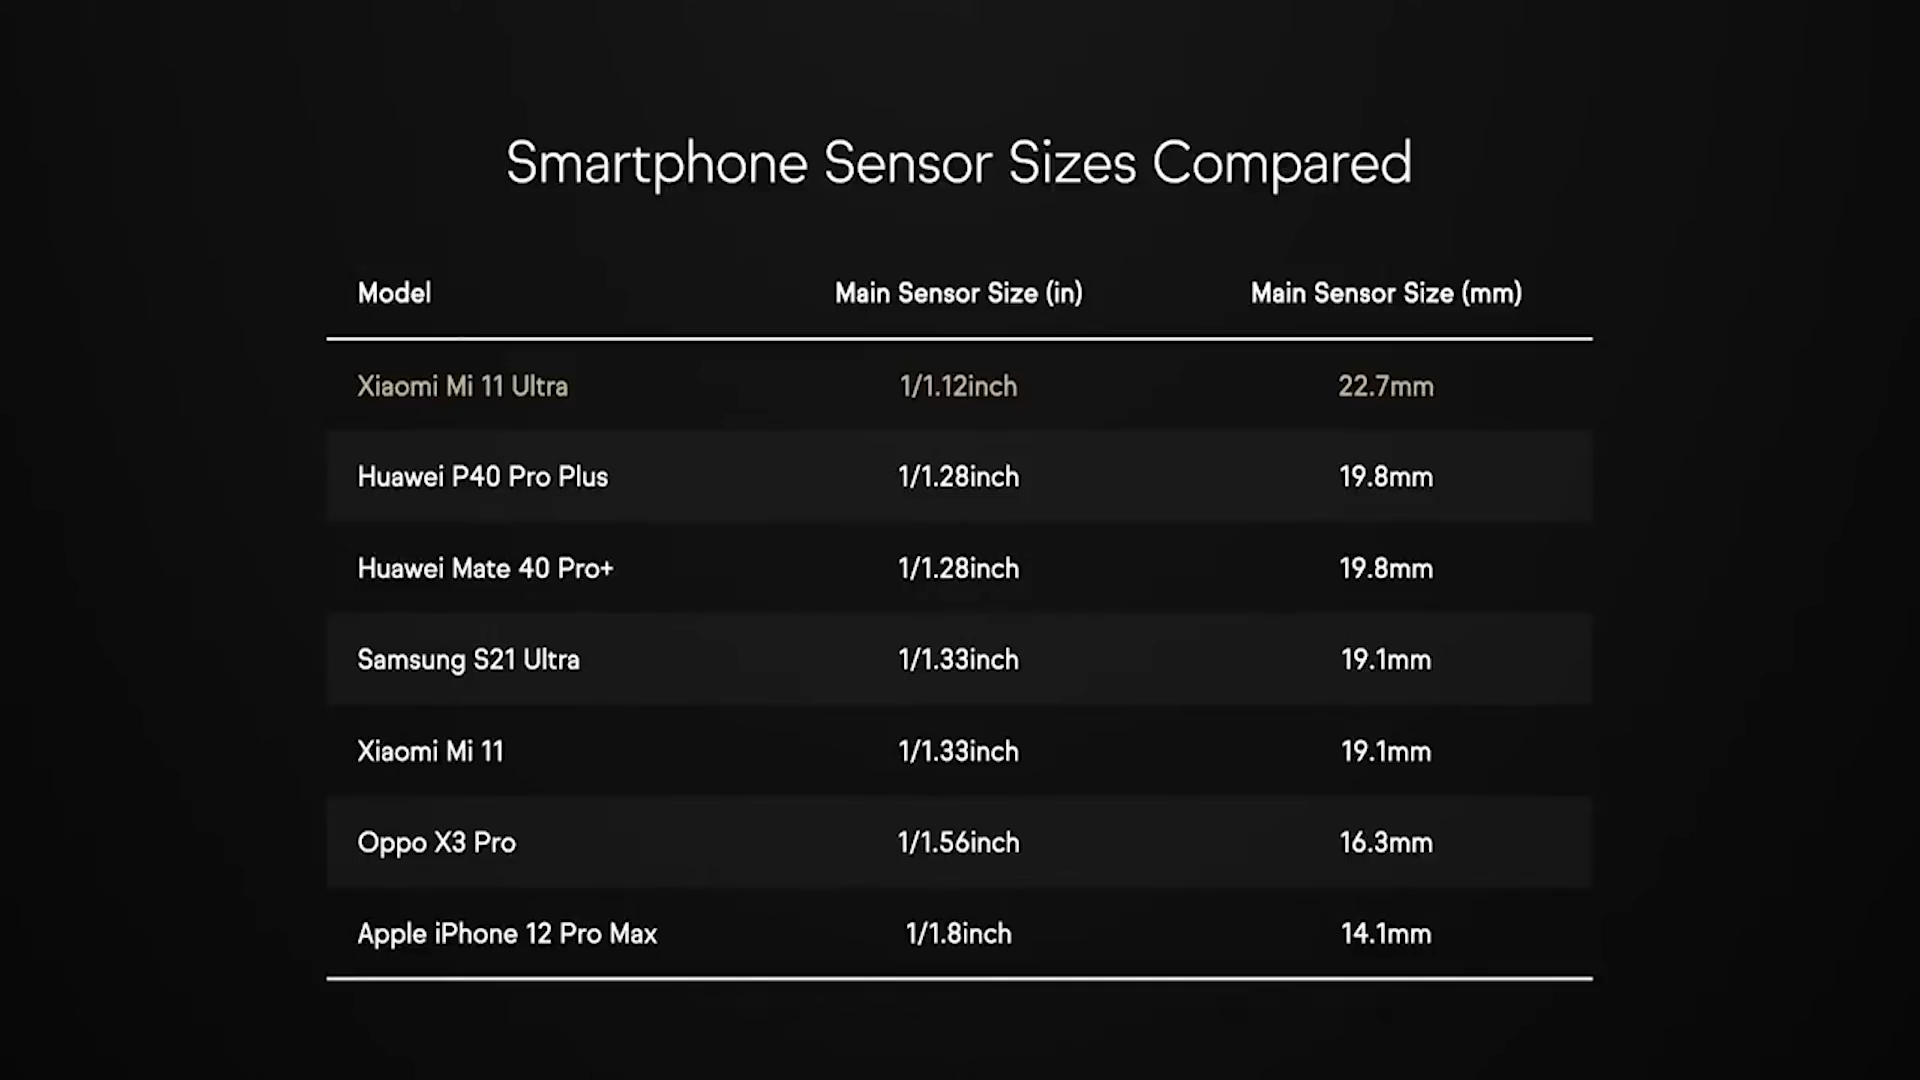 Smartphone Sensor Sizes Compared
Model Main Sensor Size (in) Main Sensor Size (mm)
Xiaomi Mi 11 Ultra 1/1.12inch 22.7mm
Huawei P40 Pro Plus 1/1.28inch 19.8mm
Huawei Mate 40 Pro+ 1/1.28inch 19.8mm
Samsung S21 Ultra 1/1.33inch 19.1mm
Xiaomi Mi 11 1/1.33inch 19.1mm
Oppo X3 Pro 1/1.56inch 16.3mm
Apple iPhone 12 Pro Max 1/1.8inch 14.1mm